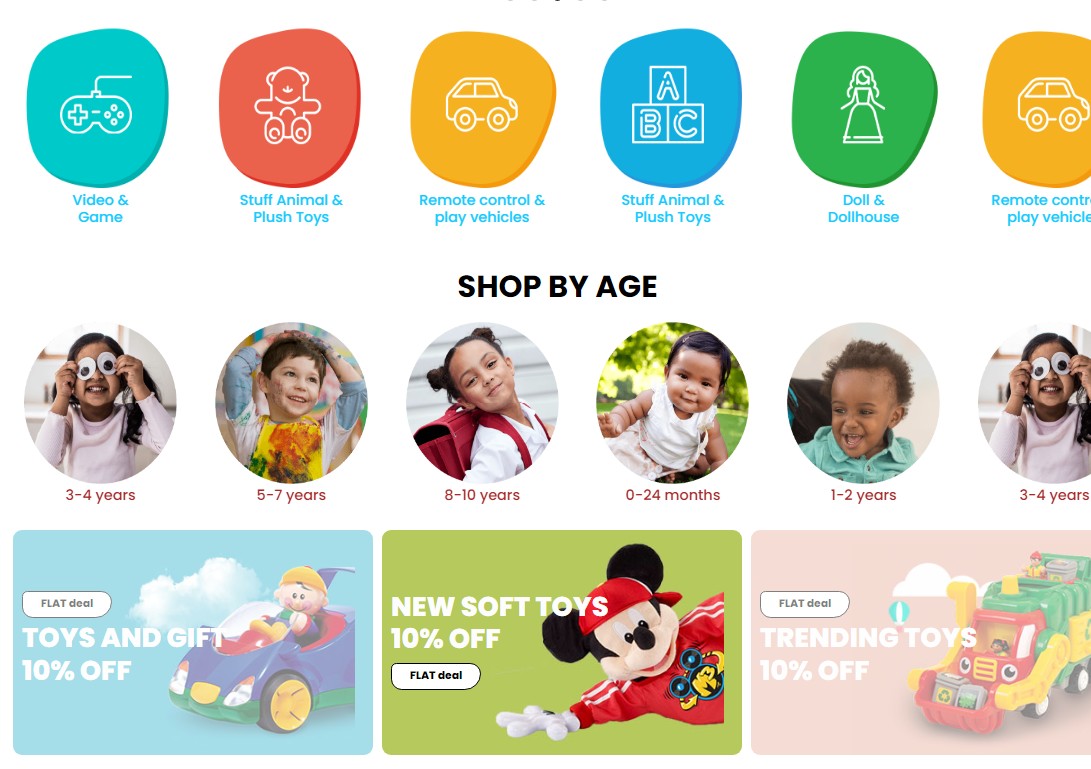 A
B C
Video &
Game
Stuff Animal &
Plush Toys
Remote control &
play vehicles
Stuff Animal &
Plush Toys
Doll &
Dollhouse
Remote contr
play vehicle
SHOP BY AGE
3-4 years
5-7 years
8-10 years
0-24 months
1-2 years
3-4 years
FLAT deal
TOYS AND GIFT
10% OFF
NEW SOFT TOYS
10% OFF
FLAT deal
FLAT deal
TRENDING TOYS
10% OFF